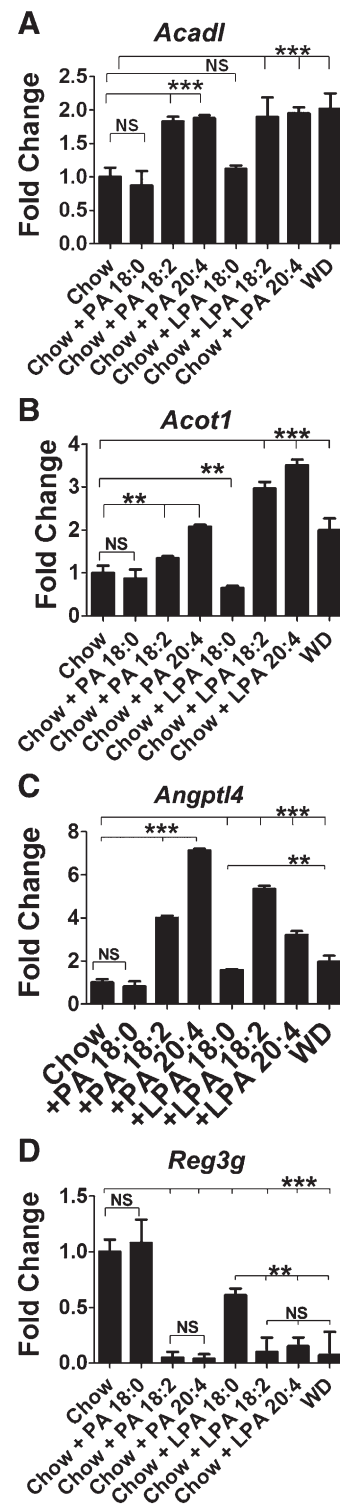 A
Acadl
***
NS
***
NS
Fold Change
2.5
2.0
1.5
1.0
0.5
0.0
Chow
Chow + PA 18:0
Chow + PA 18:2
Chow + PA 20:4
Chow + LPA 18:0
Chow + LPA 18:2
Chow + LPA 20:4
WD
B
Acot1
***
**
**
NS
Fold Change
4
3
2
1
0
Chow
Chow + PA 18:0
Chow + PA 18:2
Chow + PA 20:4
Chow + LPA 18:0
Chow + LPA 18:2
Chow + LPA 20:4
WD
C
Angptl4
***
***
**
NS
Fold Change
8
6
4
2
0
Chow
+PA 18:0
+PA 18:2
+PA 20:4
+LPA 18:0
+LPA 18:2
+LPA 20:4
WD
D
Reg3g
***
NS
**
NS
NS
Fold Change
1.5
1.0
0.5
0.0
Chow
Chow + PA 18:0
Chow + PA 18:2
Chow + PA 20:4
Chow + LPA 18:0
Chow + LPA 18:2
Chow + LPA 20:4
WD